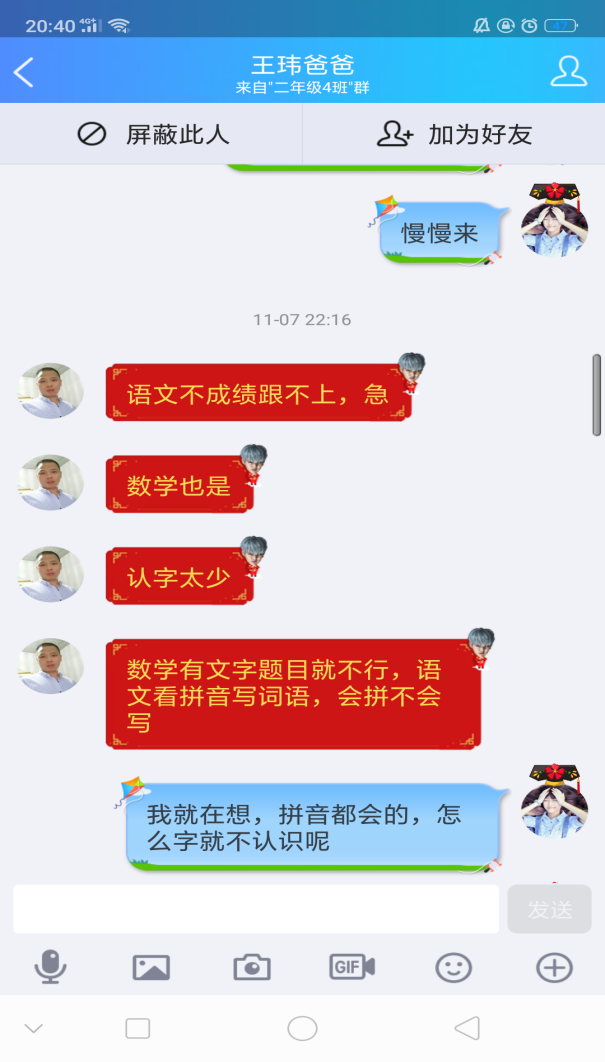 20:40 4G+ 47
王玮爸爸
来自"二年级4班"群
屏蔽此人 加为好友
慢慢来
11-07 22:16
语文不成绩跟不上，急
数学也是
认字太少
数学有文字题目就不行，语
文看拼音写词语，会拼不会
写
我就在想，拼音都会的，怎
么字就不认识呢
发送
GIF